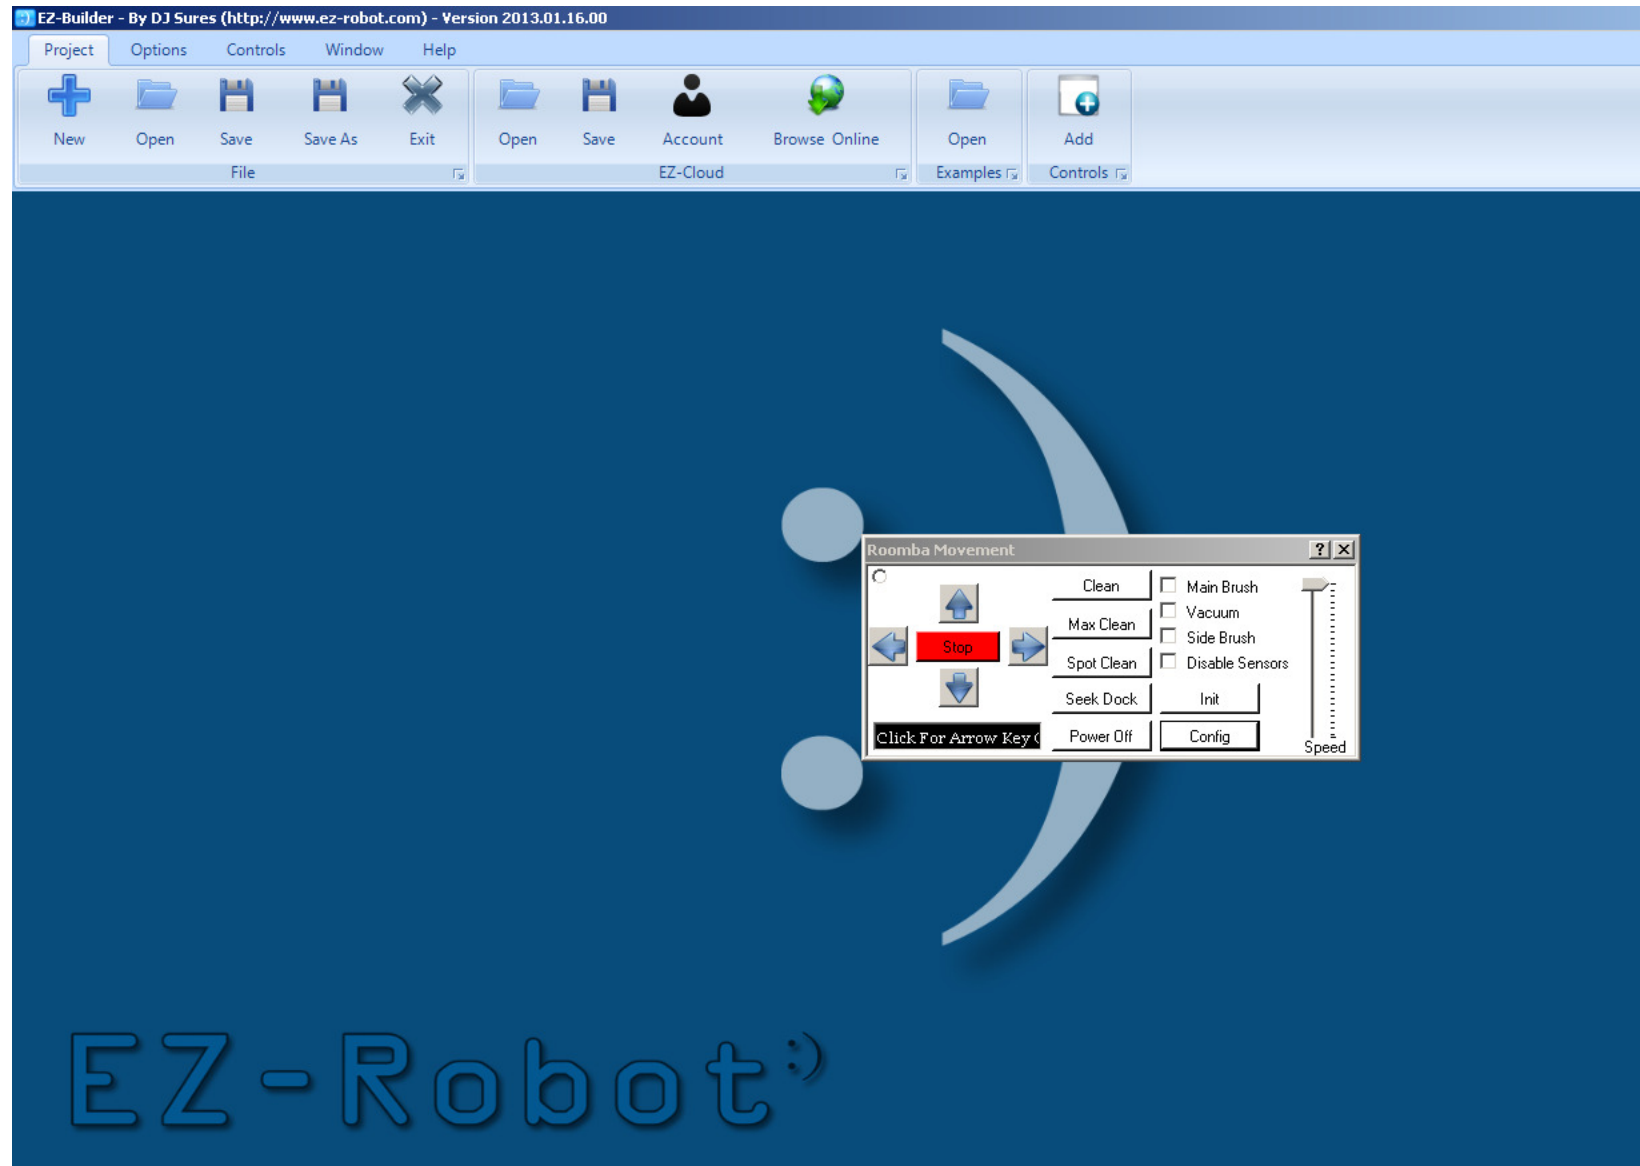 EZ-Builder - By DJ Sures (http://www.ez-robot.com) - Version 2013.01.16.00
Project Options Controls Window Help
New Open Save Save As Exit Open Save Account Browse Online Open Add
File EZ-Cloud Examples Controls
Roomba Movement
Clean Main Brush
Max Clean Vacuum
Stop Side Brush
Spot Clean Disable Sensors
Seek Dock Init
Click For Arrow Key Power Off Config Speed
EZ-Robot :)